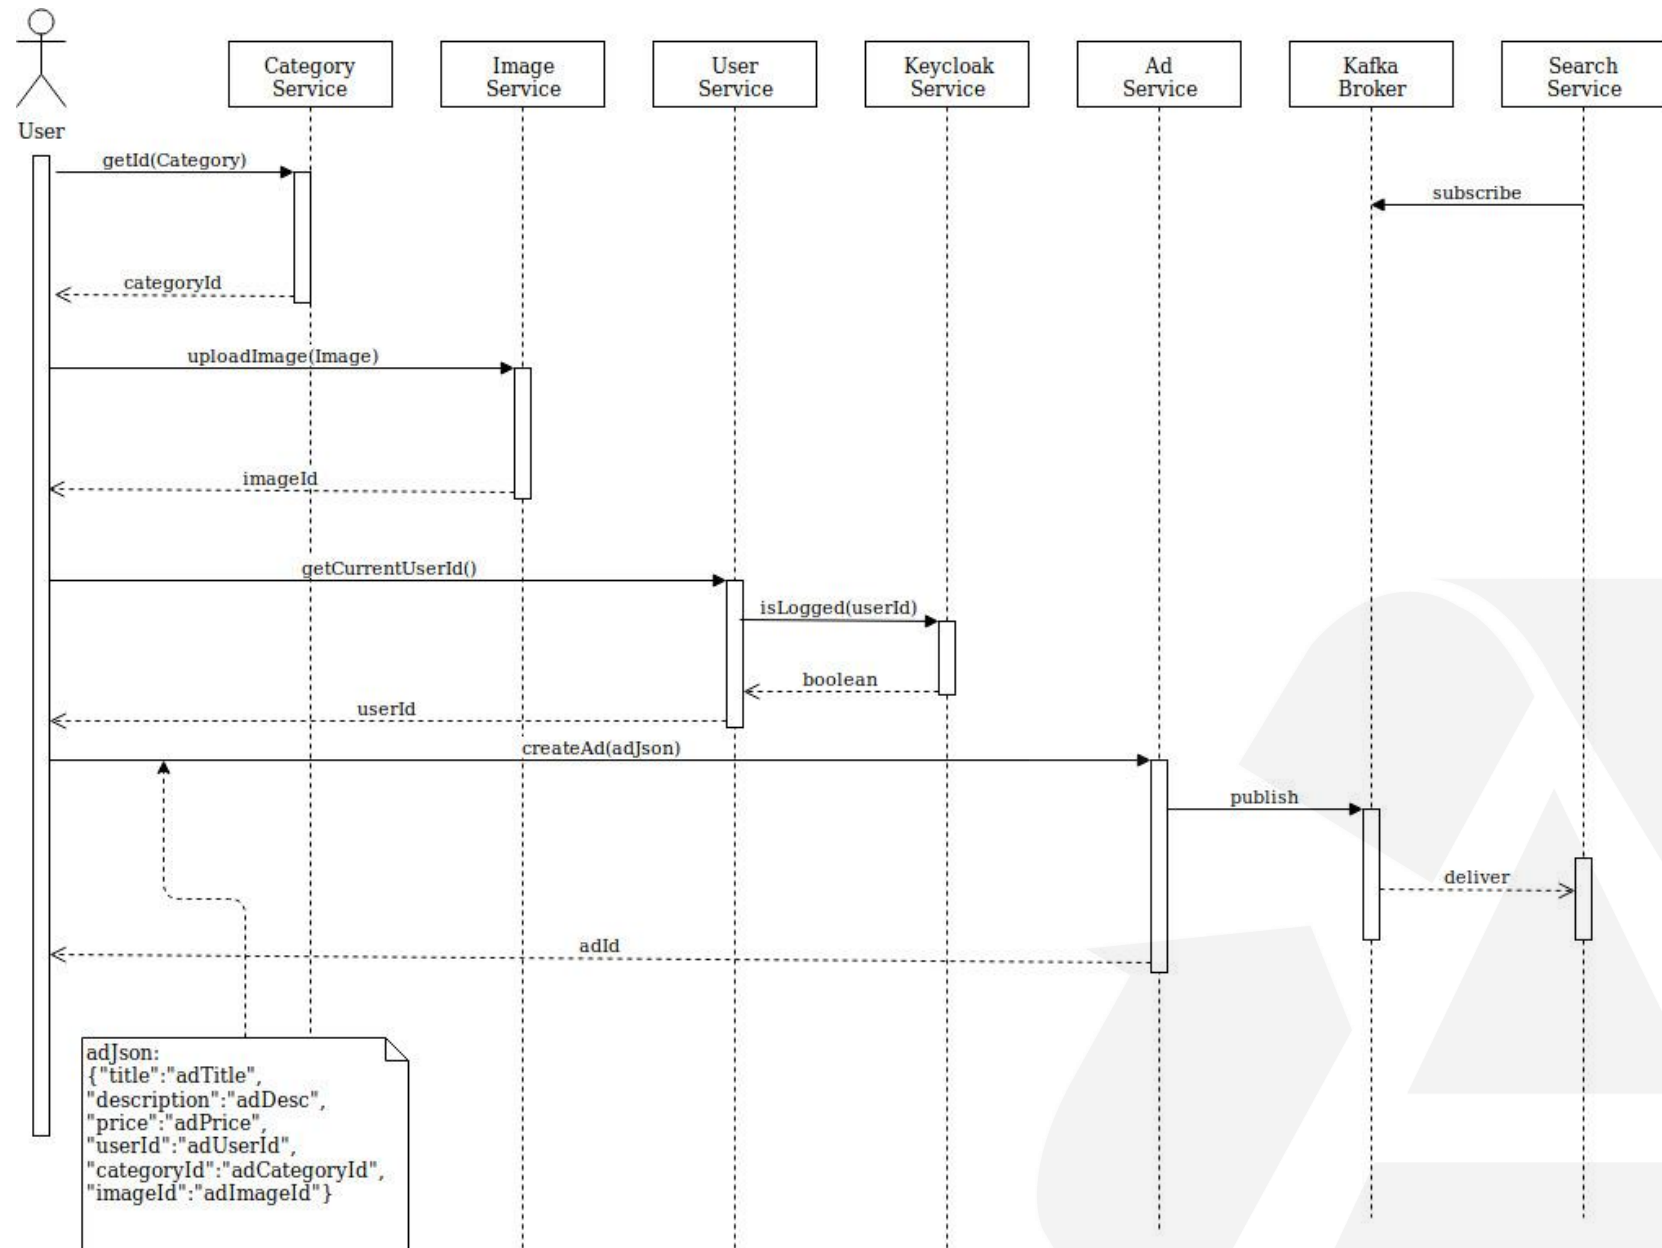 User
Category
Service
Image
Service
User
Service
Keycloak
Service
Ad
Service
Kafka
Broker
Search
Service
getId(Category)
subscribe
categoryId
uploadImage(Image)
imageId
getCurrentUserId()
isLogged(userId)
boolean
userId
createAd(adJson)
publish
deliver
adId
adJson:
{"title":"adTitle",
"description":"adDesc",
"price":"adPrice",
"userId":"adUserId",
"categoryId":"adCategoryId",
"imageId":"adImageId"}